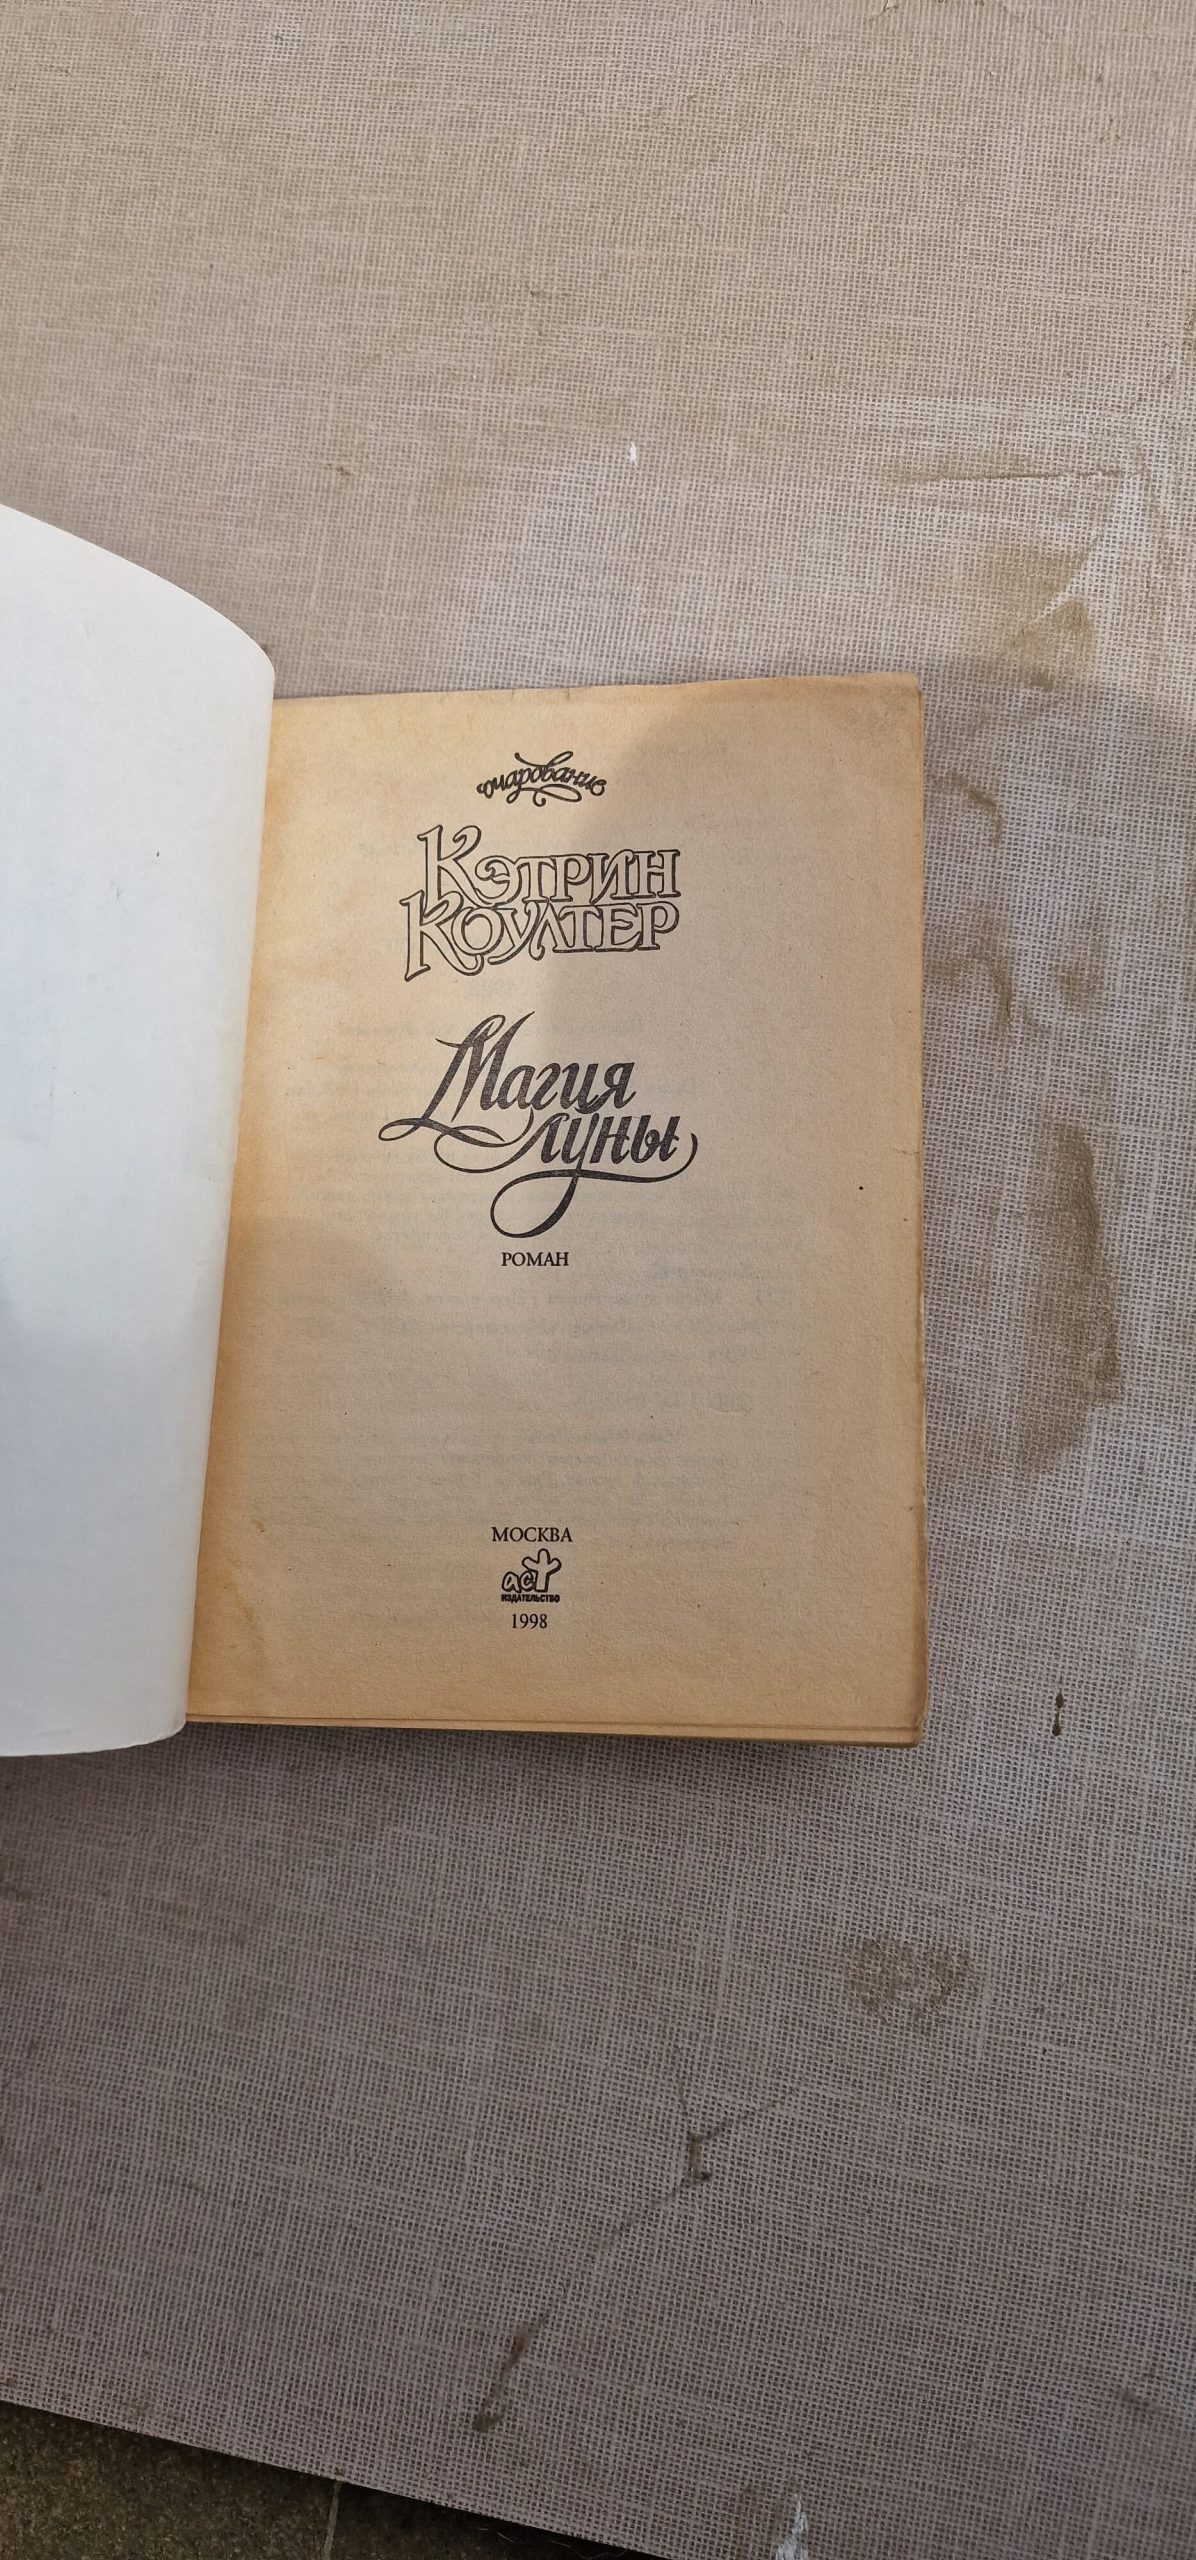 очарование
КЭТРИН
КОУЛТЕР
Магия
луны
РОМАН
МОСКВА
аст
ИЗДАТЕЛЬСТВО
1998